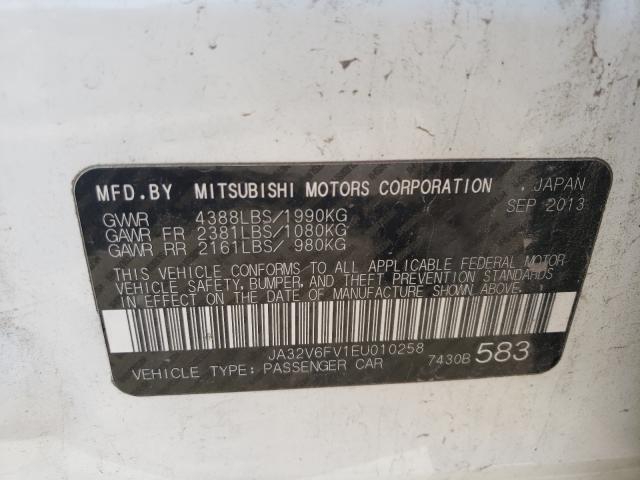 MFD.BY MITSUBISHI MOTORS CORPORATION JAPAN
SEP 2013
GVWR 4388LBS/1990KG
GAWR FR 2381LBS/1080KG
GAWR RR 2161LBS/ 980KG
THIS VEHICLE CONFORMS TO ALL APPLICABLE FEDERAL MOTOR
VEHICLE SAFETY, BUMPER, AND THEFT PREVENTION STANDARDS
IN EFFECT ON THE DATE OF MANUFACTURE SHOWN ABOVE.
JA32V6FV1EU010258
VEHICLE TYPE: PASSENGER CAR 7430B 583